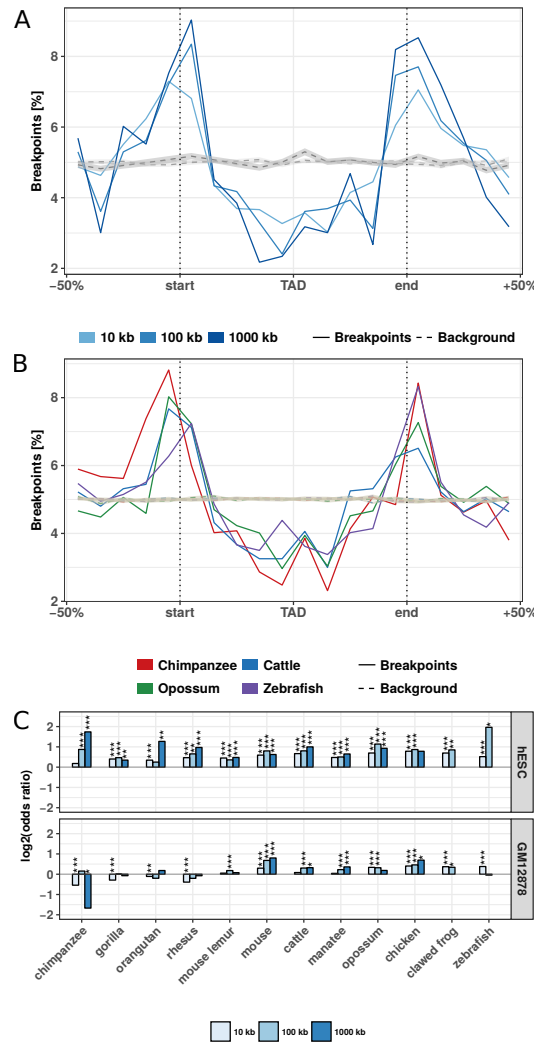 A
Breakpoints [%]
8
6
4
2
−50%
start
TAD
end
+50%
10 kb
100 kb
1000 kb
Breakpoints
Background
B
Breakpoints [%]
8
6
4
2
−50%
start
TAD
end
+50%
Chimpanzee
Cattle
Breakpoints
Opossum
Zebrafish
Background
C
log2(odds ratio)
2
1
0
−1
−2
hESC
2
1
0
−1
−2
GM12878
chimpanzee
gorilla
orangutan
rhesus
mouse lemur
mouse
cattle
manatee
opossum
chicken
clawed frog
zebrafish
10 kb
100 kb
1000 kb